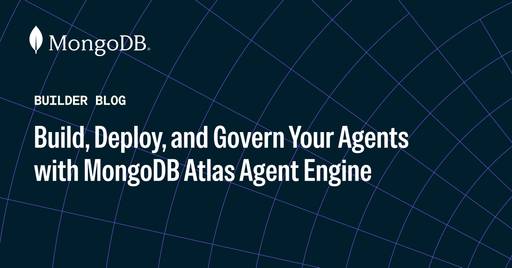 MongoDB®
BUILDER BLOG
Build, Deploy, and Govern Your Agents
with MongoDB Atlas Agent Engine